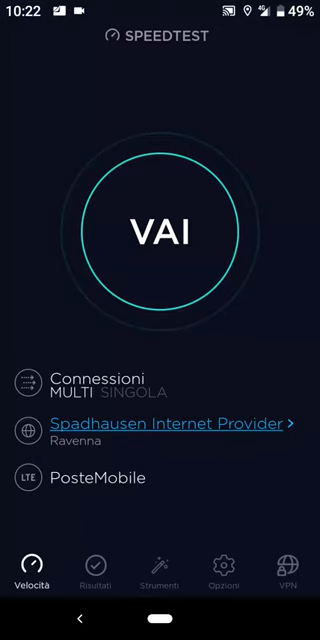 10:22 4G 49%
SPEEDTEST
VAI
Connessioni
MULTI SINGOLA
Spadhausen Internet Provider >
Ravenna
LTE PosteMobile
Velocità Risultati Strumenti Opzioni VPN